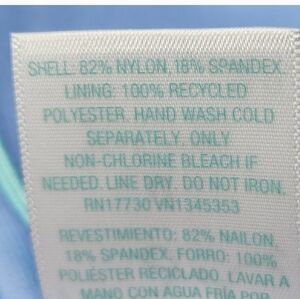 SHELL: 82% NYLON, 18% SPANDEX
LINING: 100% RECYCLED
POLYESTER, HAND WASH COLD
SEPARATELY. ONLY
NON-CHLORINE BLEACH IF
NEEDED. LINE DRY. DO NOT IRON.
RN17730 VN1345353
REVESTIMIENTO: 82% NAILON,
18% SPANDEX, FORRO: 100%
POLIÉSTER RECICLADO. LAVAR A
MANO CON AGUA FRÍA POR